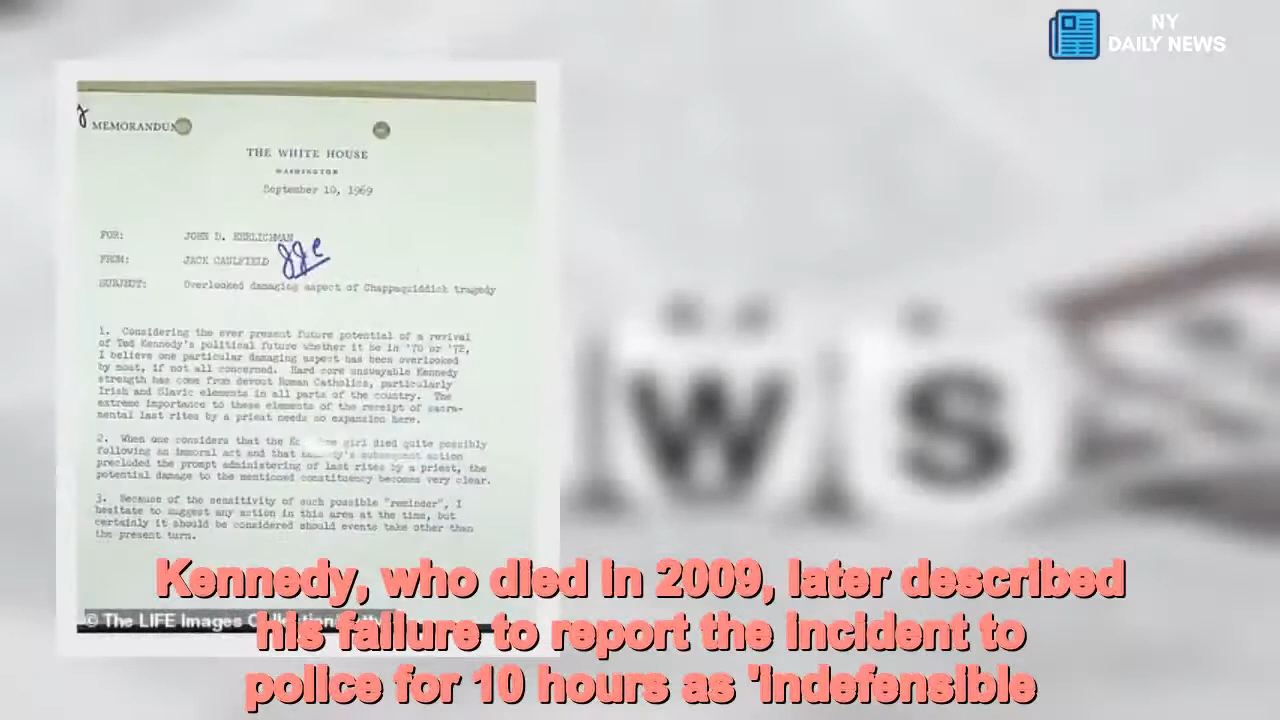 NY
DAILY NEWS
MEMORANDUM
THE WHITE HOUSE
WASHINGTON
September 10, 1969
FOR: JOHN D. EHRLICHMAN
FROM: JACK CAULFIELD
SUBJECT: Overlooked damaging aspect of Chappaquiddick tragedy
1. Considering the ever present future potential of a revival
of Ted Kennedy's political future whether it be in '70 or '72,
I believe one particular damaging aspect has been overlooked
by most, if not all concerned. Hard core unswayable Kennedy
strength has come from devout Roman Catholics, particularly
Irish and Slavic elements in all parts of the country. The
extreme importance to these elements of the receipt of sacra-
mental last rites by a priest needs no expansion here.
2. When one considers that the girl died quite possibly
following an immoral act and that subsequent action
precluded the prompt administering of last rites by a priest, the
potential damage to the mentioned constituency becomes very clear.
3. Because of the sensitivity of such possible "reminder", I
hesitate to suggest any action in this area at the time, but
certainly it should be considered should events take other than
the present turn.
© The LIFE Images
W S
Kennedy, who died in 2009, later described
his failure to report the incident to
police for 10 hours as 'indefensible